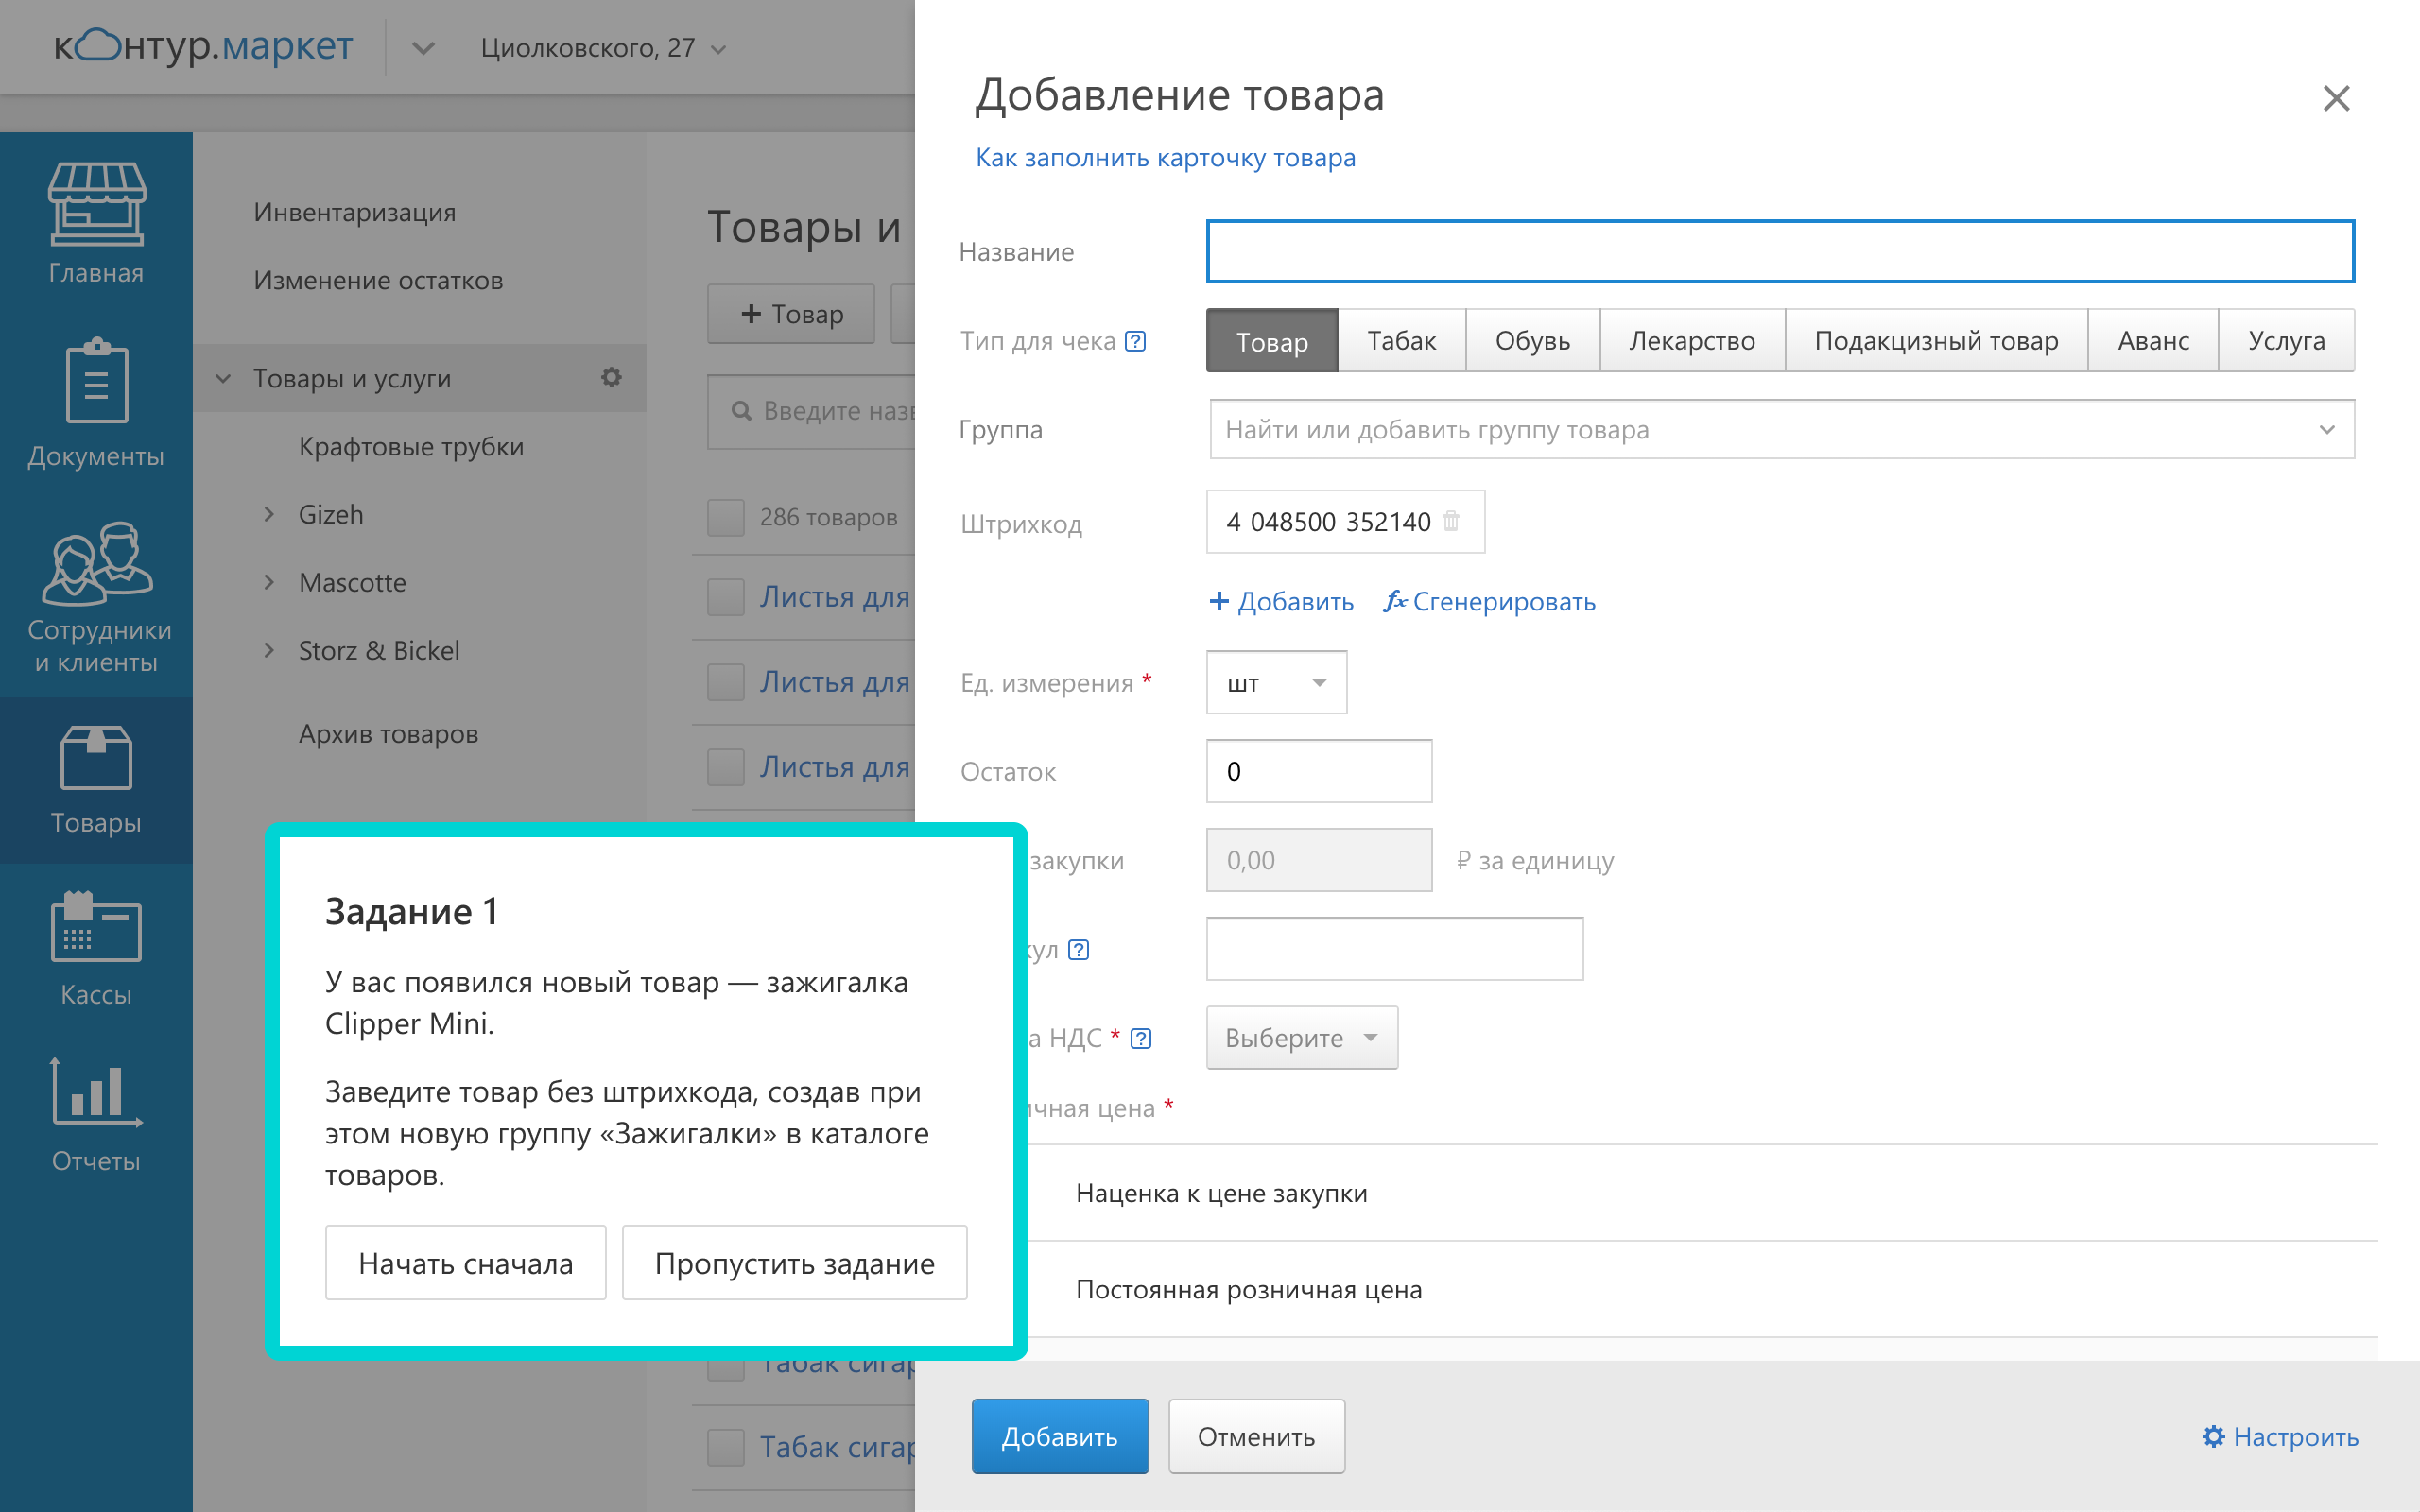 контур.маркет
Циолковского, 27
Главная
Документы
Сотрудники
и клиенты
Товары
Кассы
Отчеты
Инвентаризация
Изменение остатков
Товары и услуги
Крафтовые трубки
Gizeh
Mascotte
Storz & Bickel
Архив товаров
Товары и
+ Товар
Введите
286 товаров
Листья для
Листья для
Листья для
Табак
Табак
Задание 1
У вас появился новый товар — зажигалка
Clipper Mini.
Заведите товар без штрихкода, создав при
этом новую группу «Зажигалки» в каталоге
товаров.
Начать сначала
Пропустить задание
Добавление товара
Как заполнить карточку товара
Название
Тип для чека ?
Товар
Табак
Обувь
Лекарство
Подакцизный товар
Аванс
Услуга
Группа
Найти или добавить группу товара
Штрихкод
4 048500 352140
+ Добавить
fx Сгенерировать
Ед. измерения *
шт
Остаток
0
закупки
0,00
₽ за единицу
кул ?
а НДС * ?
Выберите
ичная цена *
Наценка к цене закупки
Постоянная розничная цена
Добавить
Отменить
Настроить